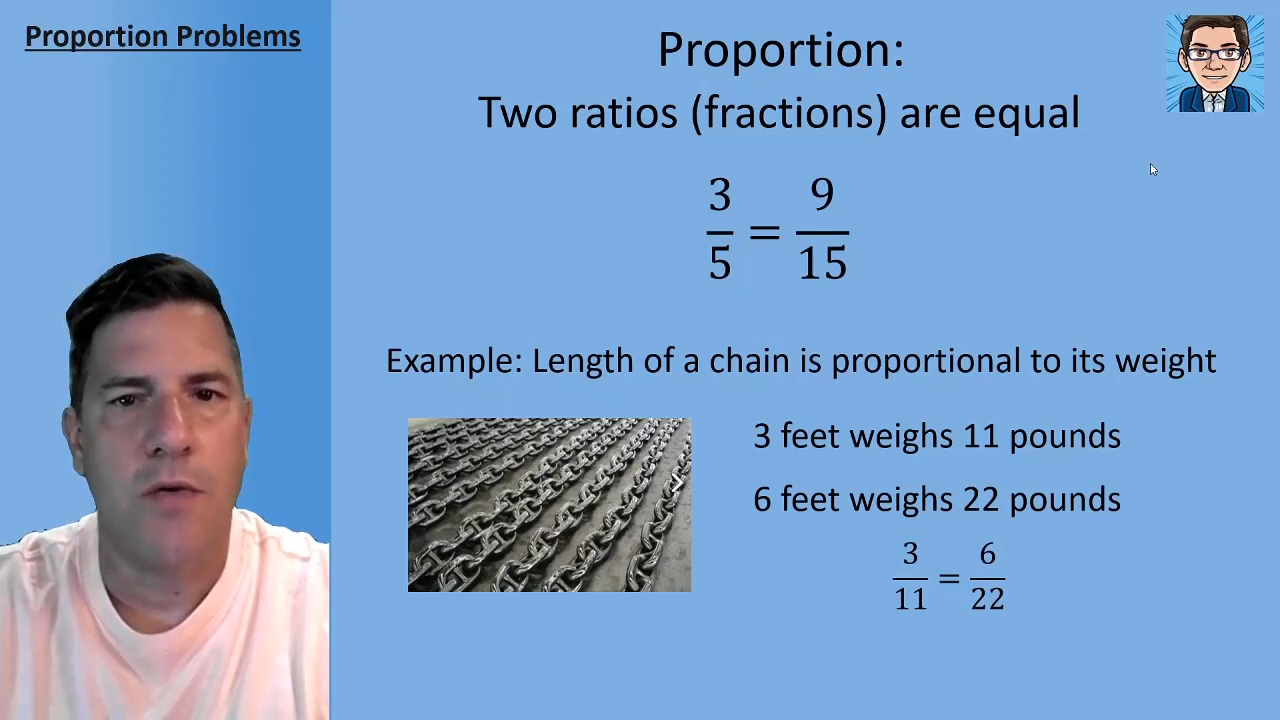 Proportion Problems
Proportion:
Two ratios (fractions) are equal
3/5 = 9/15
Example: Length of a chain is proportional to its weight
3 feet weighs 11 pounds
6 feet weighs 22 pounds
3/11 = 6/22